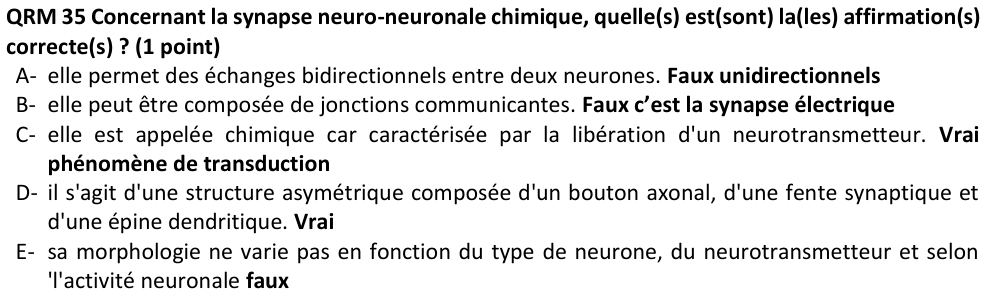 QRM 35 Concernant la synapse neuro-neuronale chimique, quelle(s) est(sont) la(les) affirmation(s)
correcte(s) ? (1 point)
A- elle permet des échanges bidirectionnels entre deux neurones. Faux unidirectionnels
B- elle peut être composée de jonctions communicantes. Faux c’est la synapse électrique
C- elle est appelée chimique car caractérisée par la libération d'un neurotransmetteur. Vrai
phénomène de transduction
D- il s'agit d'une structure asymétrique composée d'un bouton axonal, d'une fente synaptique et
d'une épine dendritique. Vrai
E- sa morphologie ne varie pas en fonction du type de neurone, du neurotransmetteur et selon
'l'activité neuronale faux